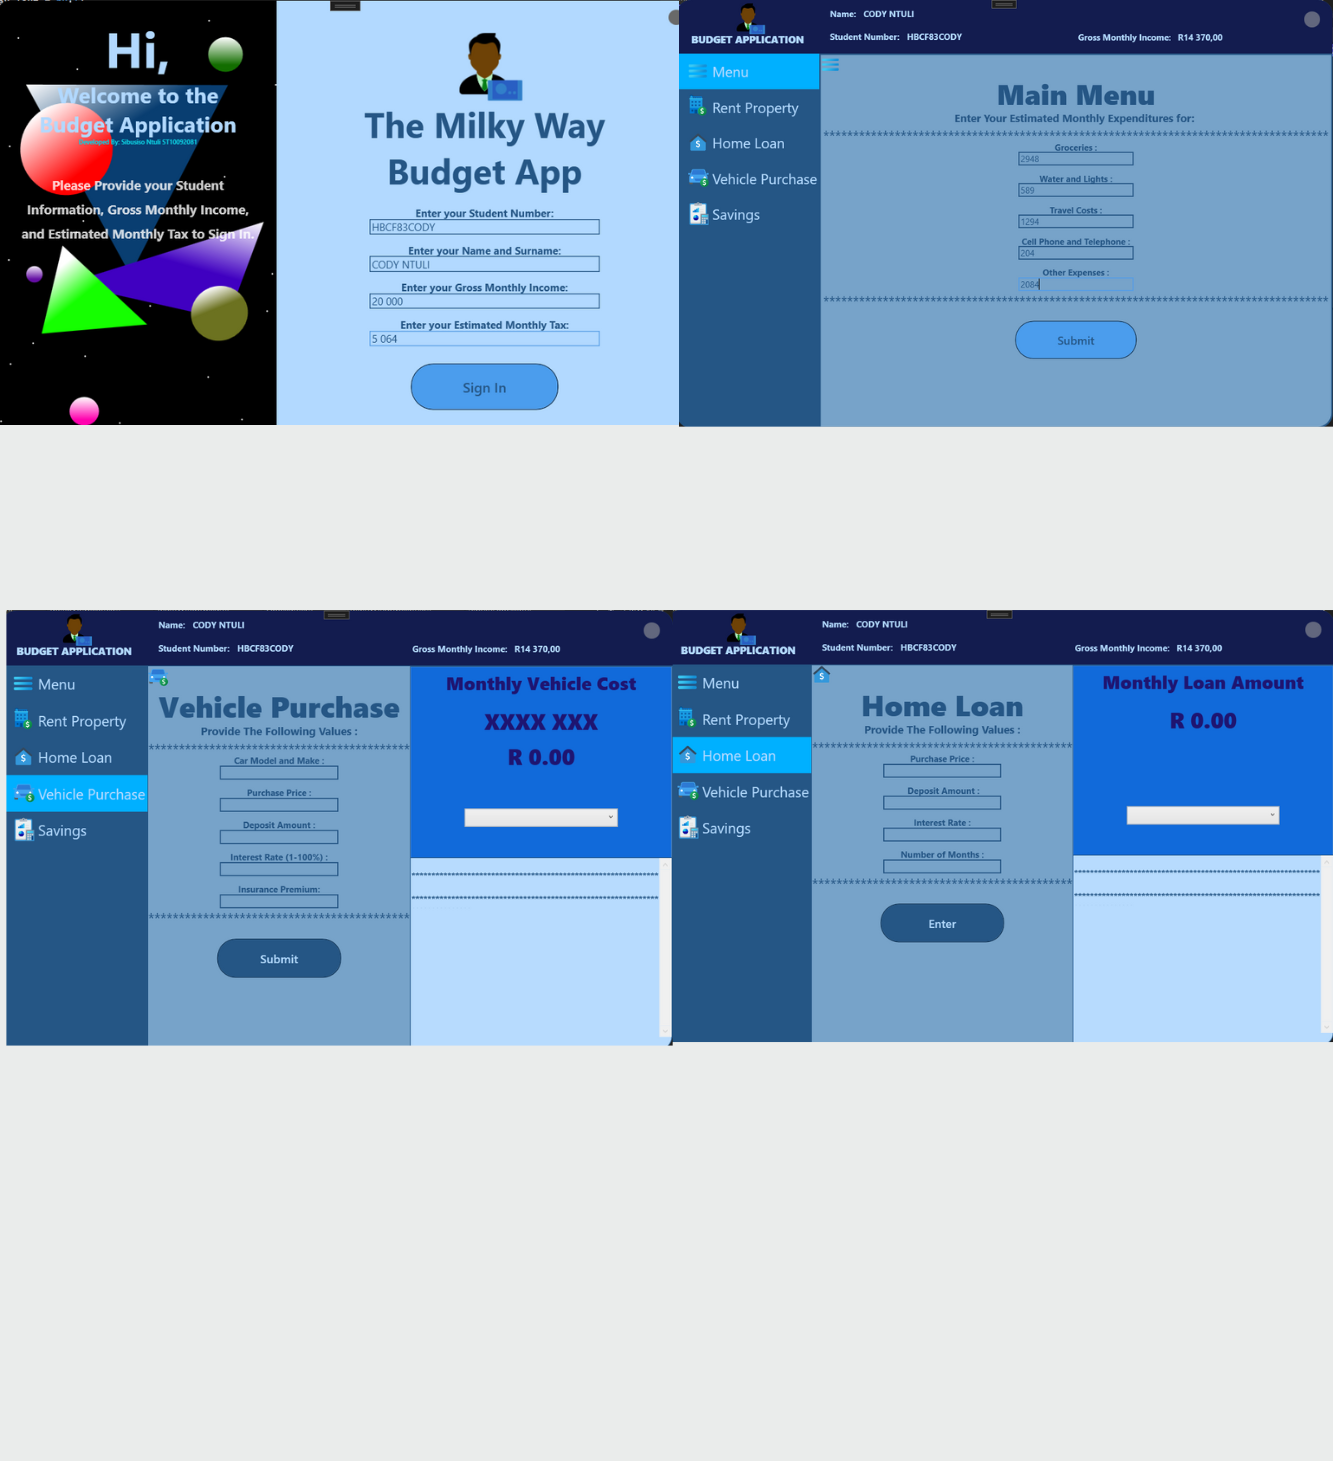 Hi,
Welcome to the
Budget Application
Developed By: Sibusiso Ntuli ST10092081
Please Provide your Student
Information, Gross Monthly Income,
and Estimated Monthly Tax to Sign In.
The Milky Way
Budget App
Enter your Student Number:
HBCF83CODY
Enter your Name and Surname:
CODY NTULI
Enter your Gross Monthly Income:
20 000
Enter your Estimated Monthly Tax:
5 064
Sign In
BUDGET APPLICATION
Name: CODY NTULI
Student Number: HBCF83CODY
Gross Monthly Income: R14 370,00
Menu
Rent Property
Home Loan
Vehicle Purchase
Savings
Main Menu
Enter Your Estimated Monthly Expenditures for:
Groceries :
2948
Water and Lights :
589
Travel Costs :
1294
Cell Phone and Telephone :
204
Other Expenses :
2084
Submit
BUDGET APPLICATION
Name: CODY NTULI
Student Number: HBCF83CODY
Gross Monthly Income: R14 370,00
Menu
Rent Property
Home Loan
Vehicle Purchase
Savings
Vehicle Purchase
Provide The Following Values :
Car Model and Make :
Purchase Price :
Deposit Amount :
Interest Rate (1-100%) :
Insurance Premium:
Submit
Monthly Vehicle Cost
XXXX XXX
R 0.00
BUDGET APPLICATION
Name: CODY NTULI
Student Number: HBCF83CODY
Gross Monthly Income: R14 370,00
Menu
Rent Property
Home Loan
Vehicle Purchase
Savings
Home Loan
Provide The Following Values :
Purchase Price :
Deposit Amount :
Interest Rate :
Number of Months :
Enter
Monthly Loan Amount
R 0.00